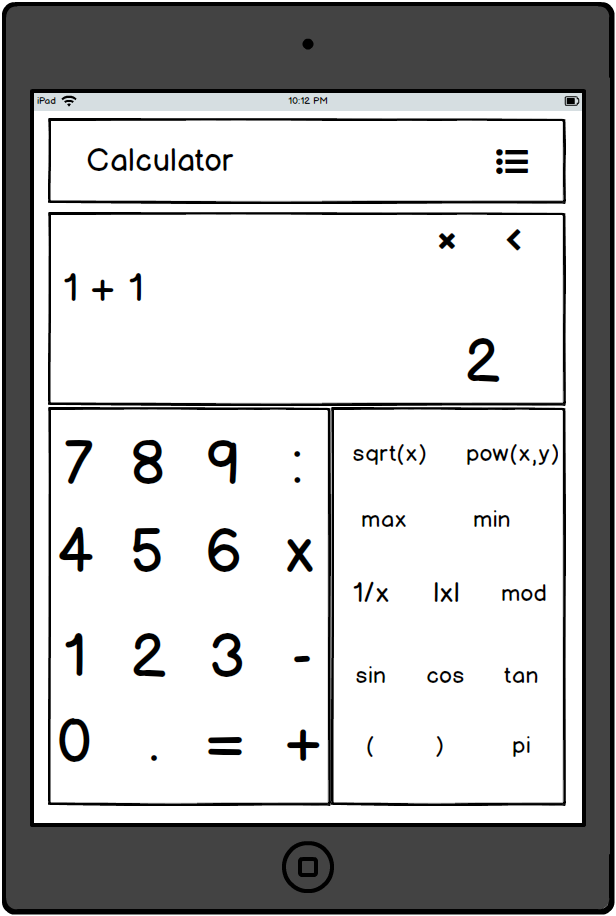 iPad 10:12 PM
Calculator
× <
1 + 1
2
7 8 9 :
4 5 6 x
1 2 3 -
0 . = +
sqrt(x) pow(x,y)
max min
1/x |x| mod
sin cos tan
( ) pi